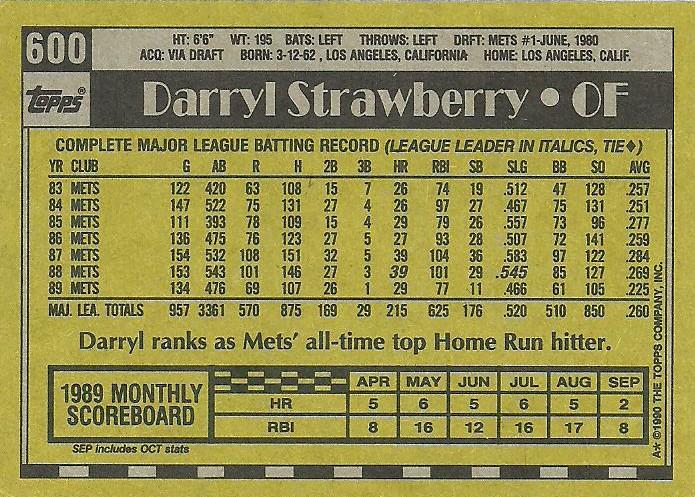 600
HT: 6'6" WT: 195 BATS: LEFT THROWS: LEFT DRFT: METS #1-JUNE, 1980
ACQ: VIA DRAFT BORN: 3-12-62 , LOS ANGELES, CALIFORNIA HOME: LOS ANGELES, CALIF.
topps® Darryl Strawberry • OF
COMPLETE MAJOR LEAGUE BATTING RECORD (LEAGUE LEADER IN ITALICS, TIE♦)
YR CLUB G AB R H 2B 3B HR RBI SB SLG BB SO AVG
83 METS 122 420 63 108 15 7 26 74 19 .512 47 128 .257
84 METS 147 522 75 131 27 4 26 97 27 .467 75 131 .251
85 METS 111 393 78 109 15 4 29 79 26 .557 73 96 .277
86 METS 136 475 76 123 27 5 27 93 28 .507 72 141 .259
87 METS 154 532 108 151 32 5 39 104 36 .583 97 122 .284
88 METS 153 543 101 146 27 3 39 101 29 .545 85 127 .269
89 METS 134 476 69 107 26 1 29 77 11 .466 61 105 .225
MAJ. LEA. TOTALS 957 3361 570 875 169 29 215 625 176 .520 510 850 .260
Darryl ranks as Mets' all-time top Home Run hitter.
1989 MONTHLY
SCOREBOARD
APR MAY JUN JUL AUG SEP
HR 5 6 5 6 5 2
RBI 8 16 12 16 17 8
SEP includes OCT stats
A* ©1990 THE TOPPS COMPANY, INC.